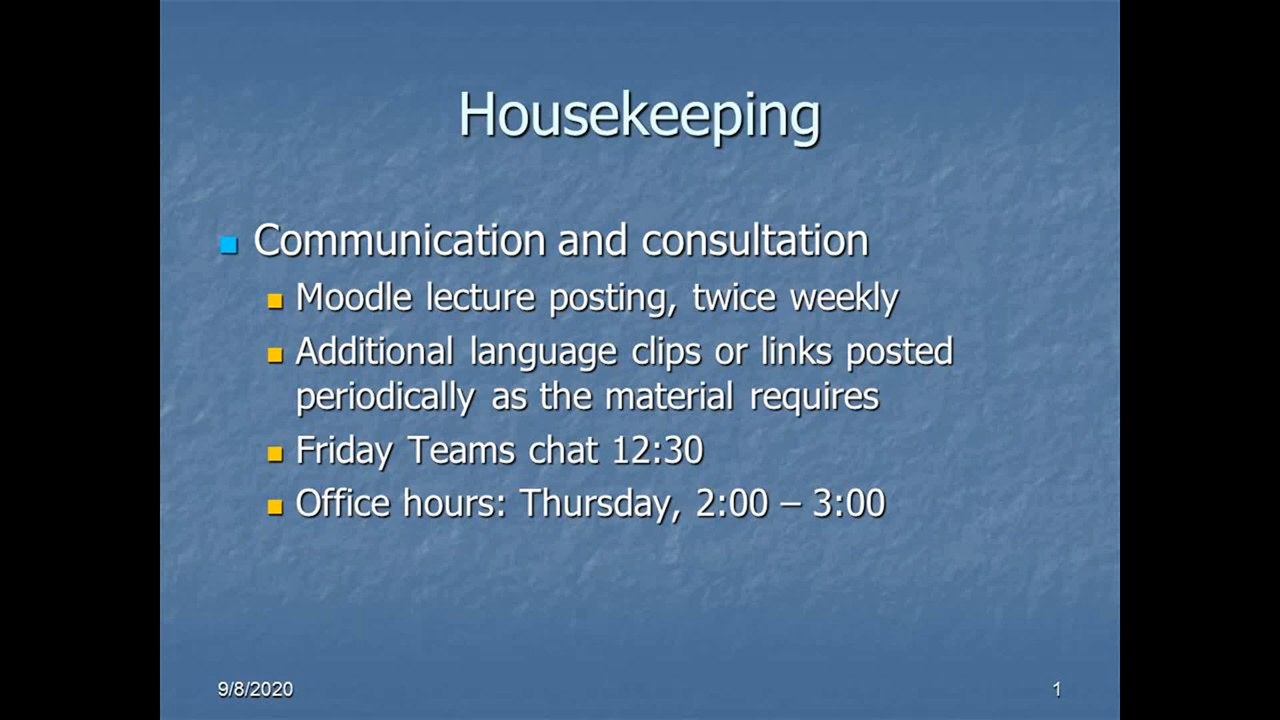 Housekeeping
Communication and consultation
Moodle lecture posting, twice weekly
Additional language clips or links posted
periodically as the material requires
Friday Teams chat 12:30
Office hours: Thursday, 2:00 – 3:00
9/8/2020
1